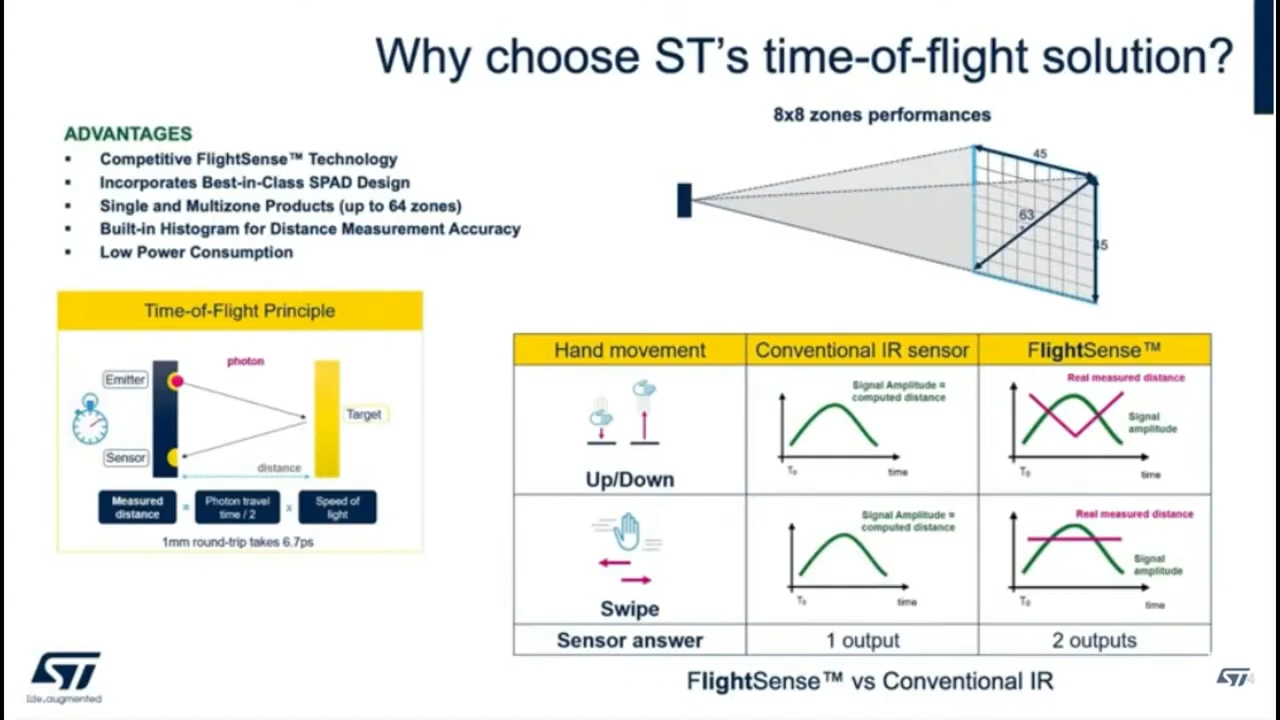 Why choose ST's time-of-flight solution?
ADVANTAGES
▪ Competitive FlightSense™ Technology
▪ Incorporates Best-in-Class SPAD Design
▪ Single and Multizone Products (up to 64 zones)
▪ Built-in Histogram for Distance Measurement Accuracy
▪ Low Power Consumption
8x8 zones performances
45
63
45
Time-of-Flight Principle
photon
Emitter
Target
Sensor
distance
Measured distance = Photon travel time / 2 x Speed of light
1mm round-trip takes 6.7ps
Hand movement Conventional IR sensor FlightSense™
Up/Down
Signal Amplitude =
computed distance
T₀ time
Real measured distance
Signal
amplitude
T₀ time
Swipe
Signal Amplitude =
computed distance
T₀ time
Real measured distance
Signal
amplitude
T₀ time
Sensor answer 1 output 2 outputs
FlightSense™ vs Conventional IR
ST
life.augmented
ST 4